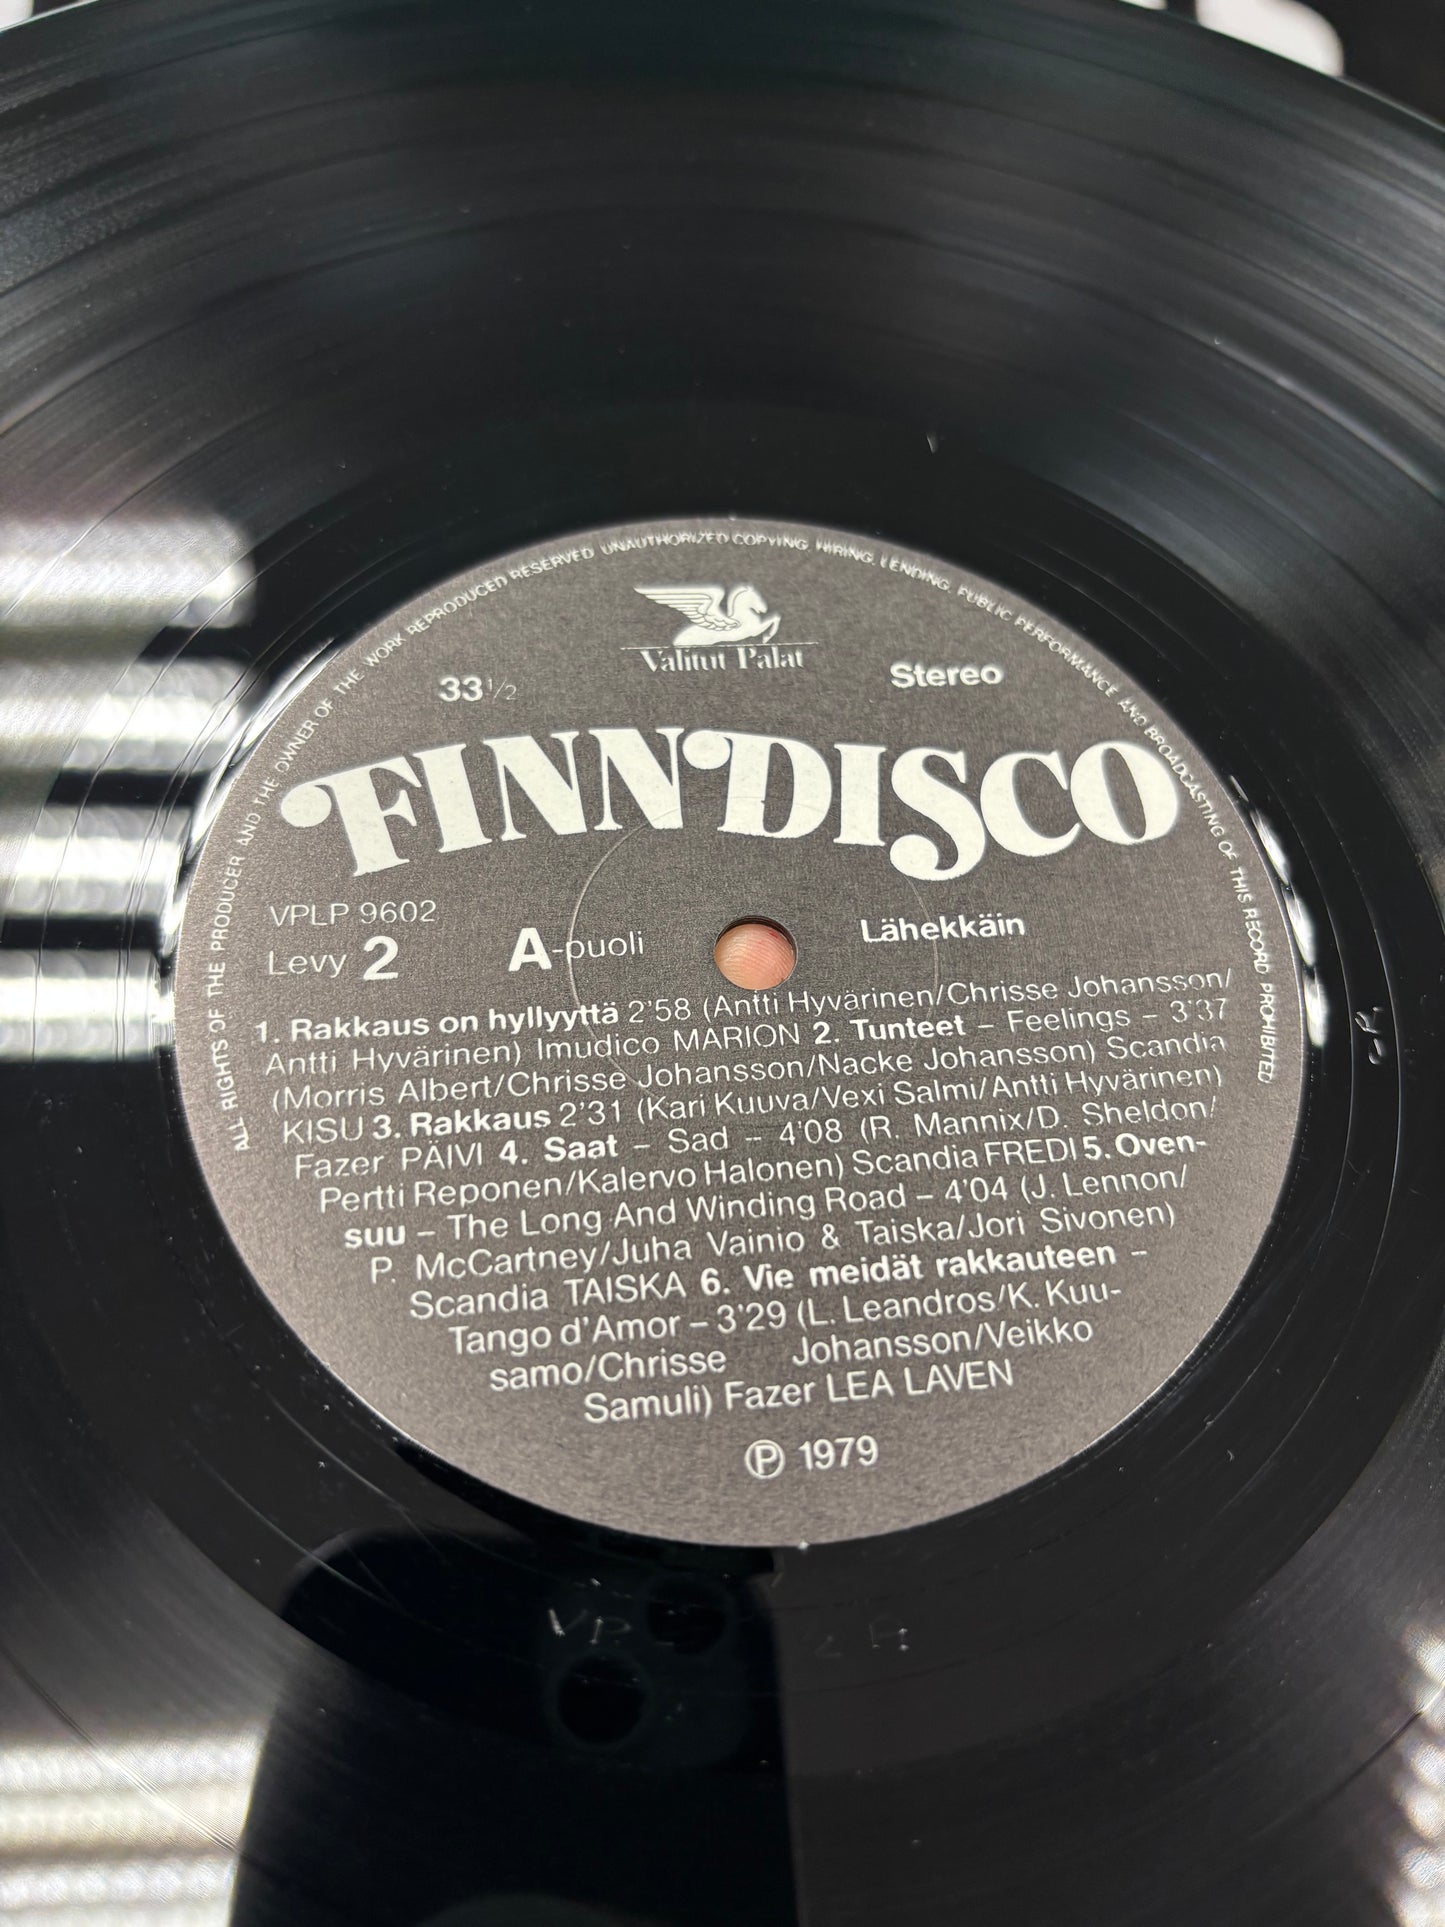 ALL RIGHTS OF THE PRODUCER AND THE OWNER OF THE WORK REPRODUCED RESERVED UNAUTHORIZED COPYING, HIRING, LENDING, PUBLIC PERFORMANCE AND BROADCASTING OF THIS RECORD PROHIBITED
Valitut Palat
33 1/2
Stereo
FINNDISCO
VPLP 9602
Levy 2
A-puoli
Lähekkäin
1. Rakkaus on hyllyyttä 2'58 (Antti Hyvärinen/Chrisse Johansson/
Antti Hyvärinen) Imudico MARION 2. Tunteet – Feelings – 3'37
(Morris Albert/Chrisse Johansson/Nacke Johansson) Scandia
KISU 3. Rakkaus 2'31 (Kari Kuuva/Vexi Salmi/Antti Hyvärinen)
Fazer PÄIVI 4. Saat – Sad – 4'08 (R. Mannix/D. Sheldon/
Pertti Reponen/Kalervo Halonen) Scandia FREDI 5. Oven-
suu – The Long And Winding Road – 4'04 (J. Lennon/
P. McCartney/Juha Vainio & Taiska/Jori Sivonen)
Scandia TAISKA 6. Vie meidät rakkauteen –
Tango d'Amor – 3'29 (L. Leandros/K. Kuu-
samo/Chrisse Johansson/Veikko
Samuli) Fazer LEA LAVEN
℗ 1979